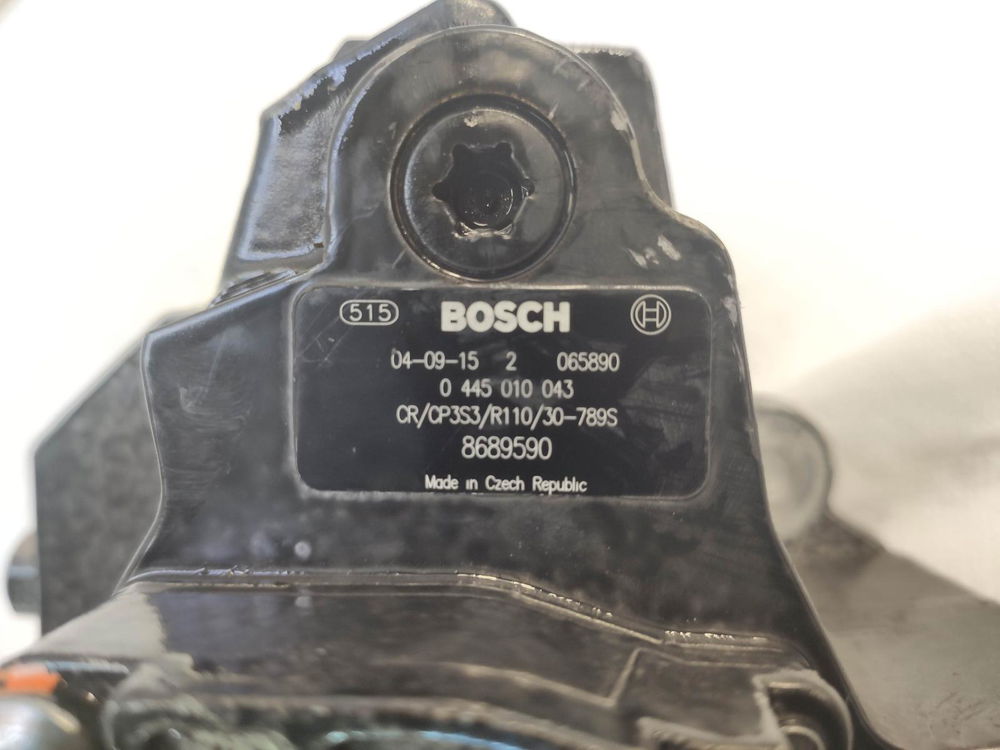 515 BOSCH
04-09-15 2 065890
0 445 010 043
CR/CP3S3/R110/30-789S
8689590
Made in Czech Republic